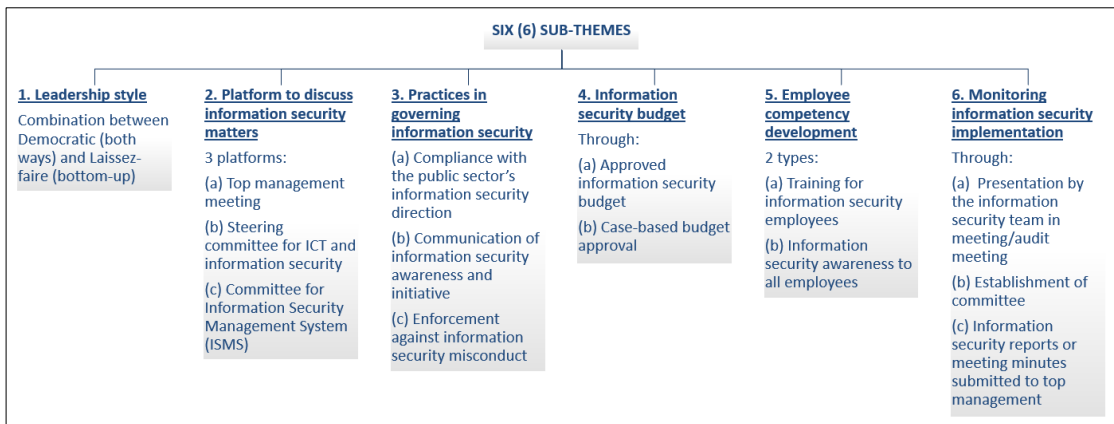 SIX (6) SUB-THEMES
1. Leadership style
Combination between
Democratic (both
ways) and Laissez-
faire (bottom-up)
2. Platform to discuss
information security
matters
3 platforms:
(a) Top management
meeting
(b) Steering
committee for ICT and
information security
(c) Committee for
Information Security
Management System
(ISMS)
3. Practices in
governing
information security
(a) Compliance with
the public sector’s
information security
direction
(b) Communication of
information security
awareness and
initiative
(c) Enforcement
against information
security misconduct
4. Information
security budget
Through:
(a) Approved
information security
budget
(b) Case-based budget
approval
5. Employee
competency
development
2 types:
(a) Training for
information security
employees
(b) Information
security awareness to
all employees
6. Monitoring
information security
implementation
Through:
(a) Presentation by
the information
security team in
meeting/audit
meeting
(b) Establishment of
committee
(c) Information
security reports or
meeting minutes
submitted to top
management